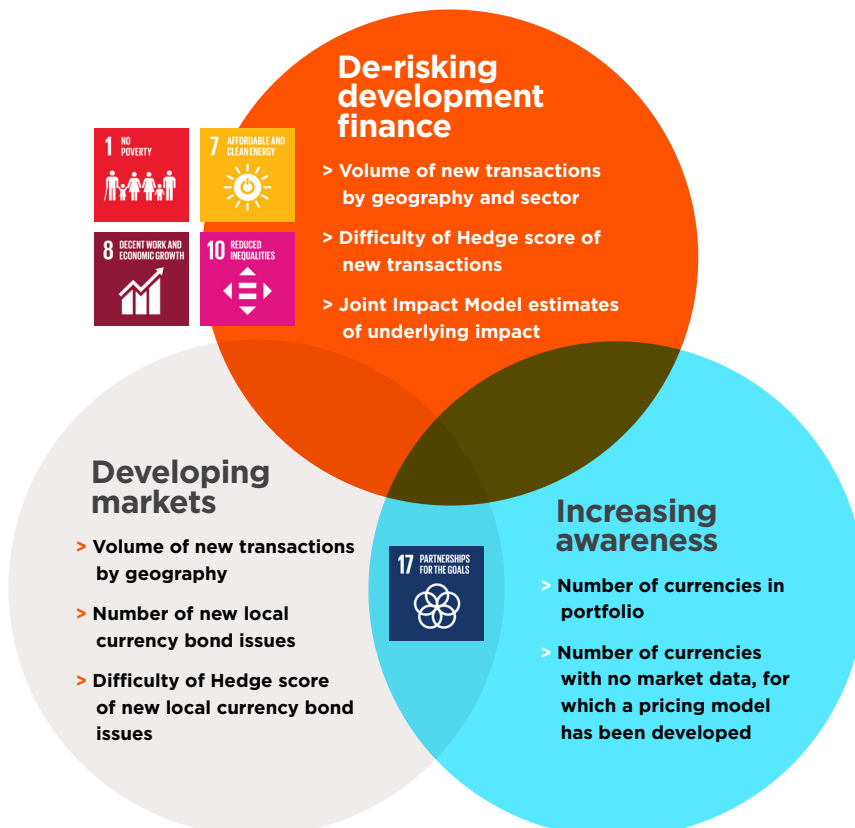 De-risking
development
finance
1 NO
POVERTY
7 AFFORDABLE AND
CLEAN ENERGY
8 DECENT WORK AND
ECONOMIC GROWTH
10 REDUCED
INEQUALITIES
> Volume of new transactions
by geography and sector
> Difficulty of Hedge score of
new transactions
> Joint Impact Model estimates
of underlying impact
Developing
markets
> Volume of new transactions
by geography
> Number of new local
currency bond issues
> Difficulty of Hedge score
of new local currency bond
issues
17 PARTNERSHIPS
FOR THE GOALS
Increasing
awareness
> Number of currencies in
portfolio
> Number of currencies
with no market data, for
which a pricing model
has been developed